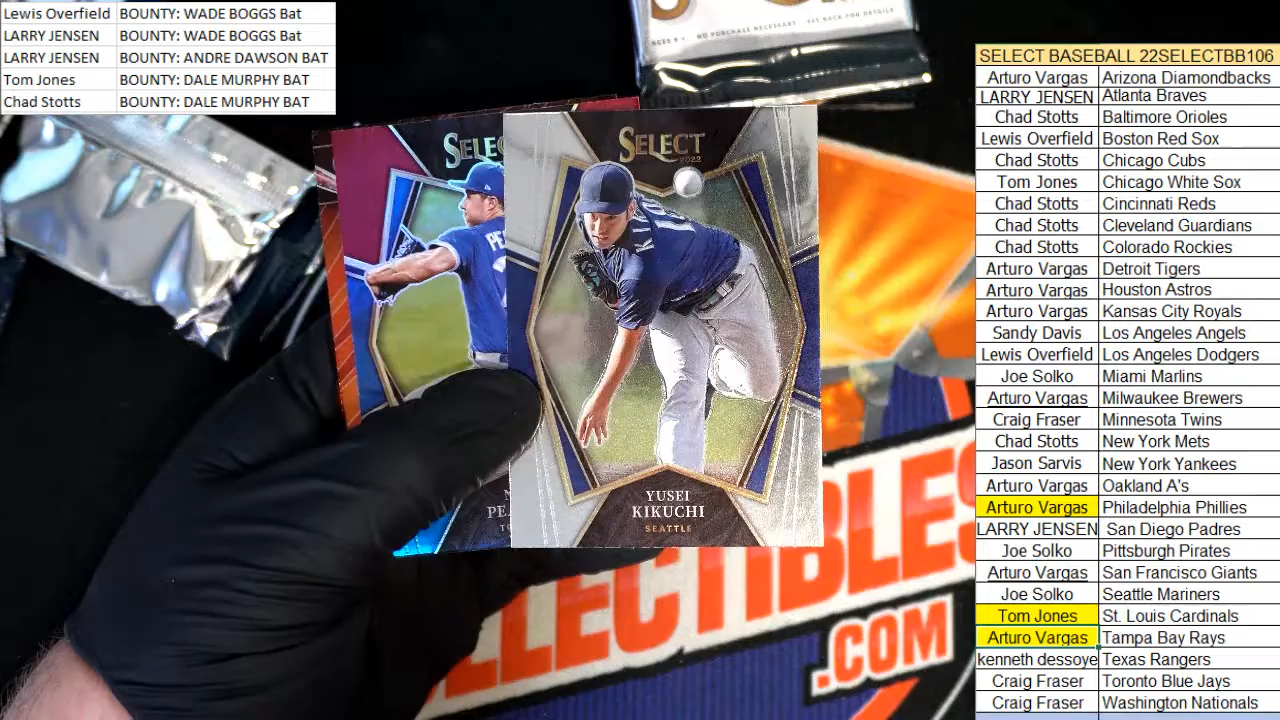 Lewis Overfield BOUNTY: WADE BOGGS Bat
LARRY JENSEN BOUNTY: WADE BOGGS Bat
LARRY JENSEN BOUNTY: ANDRE DAWSON BAT
Tom Jones BOUNTY: DALE MURPHY BAT
Chad Stotts BOUNTY: DALE MURPHY BAT
AGES 9+ NO PURCHASE NECESSARY SEE BACK FOR DETAILS
SELECT
SELECT
2022
YUSEI
KIKUCHI
SEATTLE
.COM
SELECT BASEBALL 22SELECTBB106
Arturo Vargas Arizona Diamondbacks
LARRY JENSEN Atlanta Braves
Chad Stotts Baltimore Orioles
Lewis Overfield Boston Red Sox
Chad Stotts Chicago Cubs
Tom Jones Chicago White Sox
Chad Stotts Cincinnati Reds
Chad Stotts Cleveland Guardians
Chad Stotts Colorado Rockies
Arturo Vargas Detroit Tigers
Arturo Vargas Houston Astros
Arturo Vargas Kansas City Royals
Sandy Davis Los Angeles Angels
Lewis Overfield Los Angeles Dodgers
Joe Solko Miami Marlins
Arturo Vargas Milwaukee Brewers
Craig Fraser Minnesota Twins
Chad Stotts New York Mets
Jason Sarvis New York Yankees
Arturo Vargas Oakland A's
Arturo Vargas Philadelphia Phillies
LARRY JENSEN San Diego Padres
Joe Solko Pittsburgh Pirates
Arturo Vargas San Francisco Giants
Joe Solko Seattle Mariners
Tom Jones St. Louis Cardinals
Arturo Vargas Tampa Bay Rays
kenneth dessoye Texas Rangers
Craig Fraser Toronto Blue Jays
Craig Fraser Washington Nationals